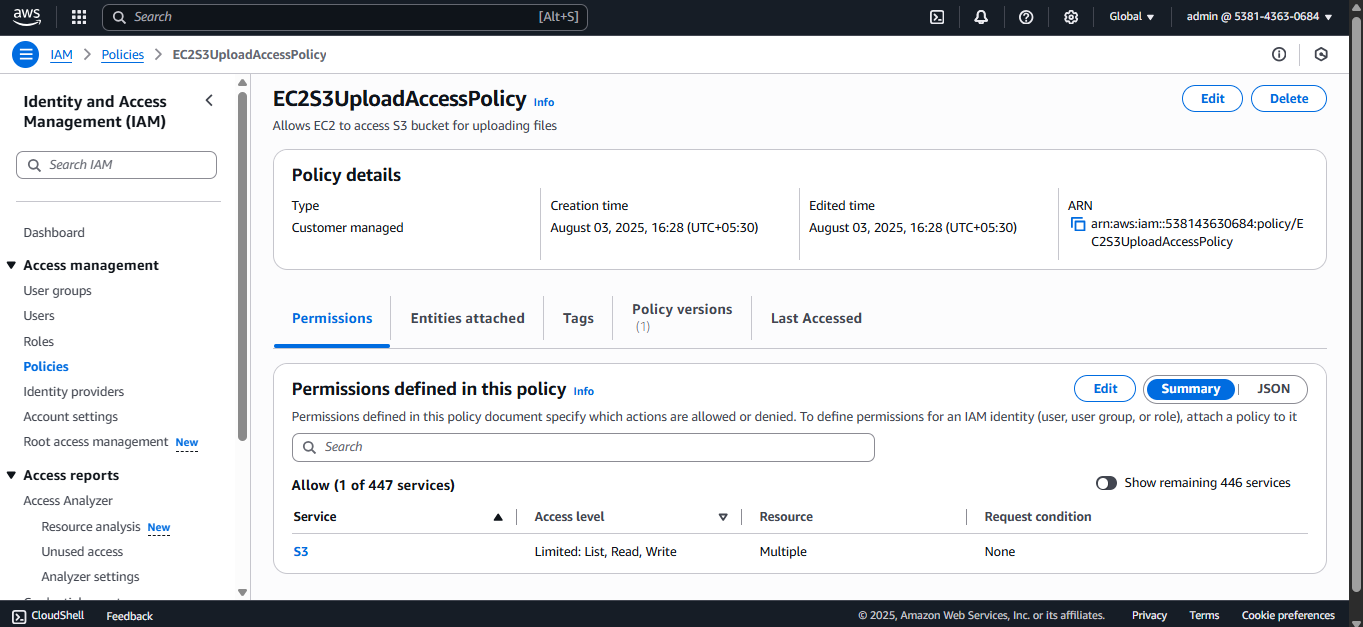 aws
Search [Alt+S]
Global
admin @ 5381-4363-0684
IAM
Policies
EC2S3UploadAccessPolicy
Identity and Access
Management (IAM)
Search IAM
Dashboard
Access management
User groups
Users
Roles
Policies
Identity providers
Account settings
Root access management New
Access reports
Access Analyzer
Resource analysis New
Unused access
Analyzer settings
EC2S3UploadAccessPolicy Info
Edit
Delete
Allows EC2 to access S3 bucket for uploading files
Policy details
Type
Customer managed
Creation time
August 03, 2025, 16:28 (UTC+05:30)
Edited time
August 03, 2025, 16:28 (UTC+05:30)
ARN
arn:aws:iam::538143630684:policy/E
C2S3UploadAccessPolicy
Permissions
Entities attached
Tags
Policy versions
(1)
Last Accessed
Permissions defined in this policy Info
Edit
Summary
JSON
Permissions defined in this policy document specify which actions are allowed or denied. To define permissions for an IAM identity (user, user group, or role), attach a policy to it
Search
Allow (1 of 447 services)
Show remaining 446 services
Service
Access level
Resource
Request condition
S3
Limited: List, Read, Write
Multiple
None
CloudShell
Feedback
© 2025, Amazon Web Services, Inc. or its affiliates.
Privacy
Terms
Cookie preferences